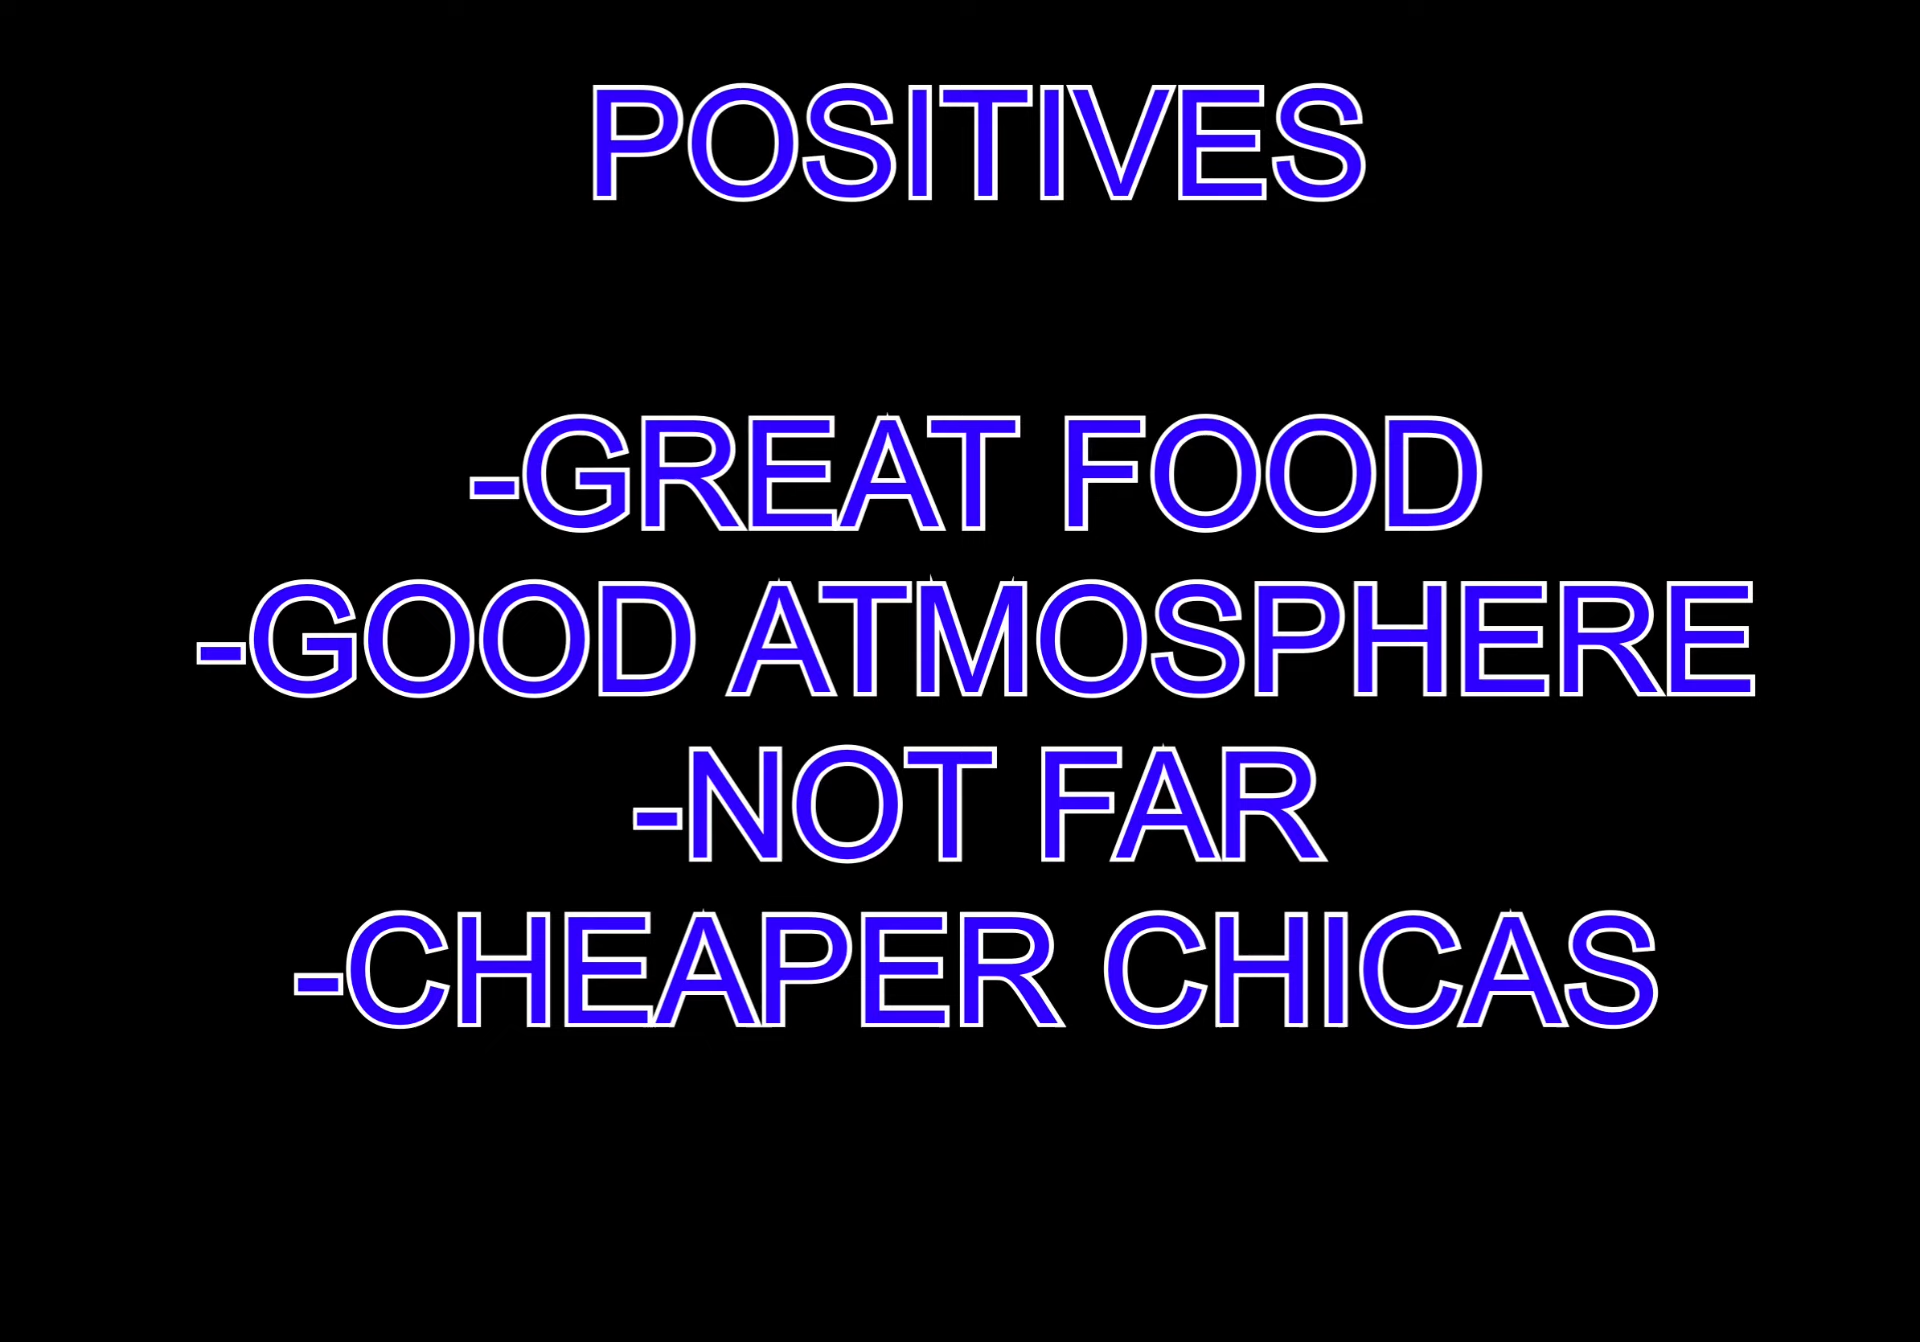 POSITIVES
-GREAT FOOD
-GOOD ATMOSPHERE
-NOT FAR
-CHEAPER CHICAS